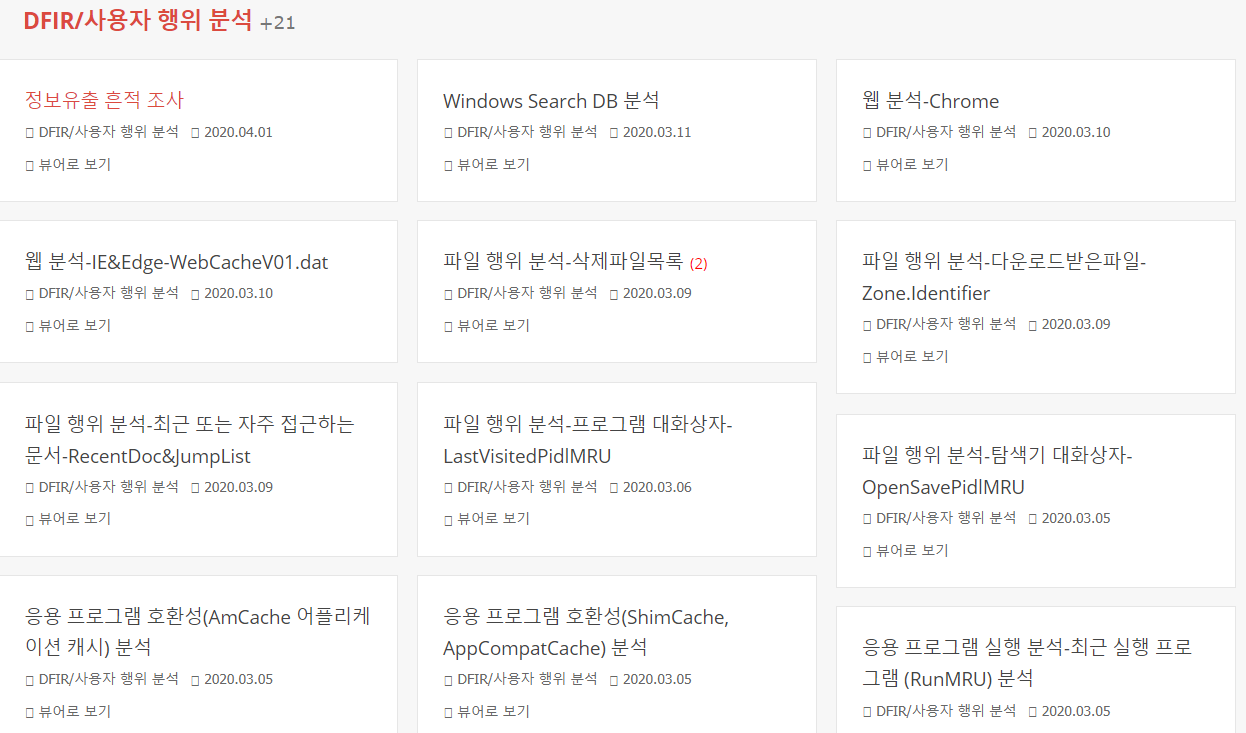 DFIR/사용자 행위 분석 +21
정보유출 흔적 조사
DFIR/사용자 행위 분석 2020.04.01
뷰어로 보기
Windows Search DB 분석
DFIR/사용자 행위 분석 2020.03.11
뷰어로 보기
웹 분석-Chrome
DFIR/사용자 행위 분석 2020.03.10
뷰어로 보기
웹 분석-IE&Edge-WebCacheV01.dat
DFIR/사용자 행위 분석 2020.03.10
뷰어로 보기
파일 행위 분석-삭제파일목록 (2)
DFIR/사용자 행위 분석 2020.03.09
뷰어로 보기
파일 행위 분석-다운로드받은파일-
Zone.Identifier
DFIR/사용자 행위 분석 2020.03.09
뷰어로 보기
파일 행위 분석-최근 또는 자주 접근하는
문서-RecentDoc&JumpList
DFIR/사용자 행위 분석 2020.03.09
뷰어로 보기
파일 행위 분석-프로그램 대화상자-
LastVisitedPidlMRU
DFIR/사용자 행위 분석 2020.03.06
뷰어로 보기
파일 행위 분석-탐색기 대화상자-
OpenSavePidlMRU
DFIR/사용자 행위 분석 2020.03.05
뷰어로 보기
응용 프로그램 호환성(AmCache 어플리케
이션 캐시) 분석
DFIR/사용자 행위 분석 2020.03.05
뷰어로 보기
응용 프로그램 호환성(ShimCache,
AppCompatCache) 분석
DFIR/사용자 행위 분석 2020.03.05
뷰어로 보기
응용 프로그램 실행 분석-최근 실행 프로
그램 (RunMRU) 분석
DFIR/사용자 행위 분석 2020.03.05